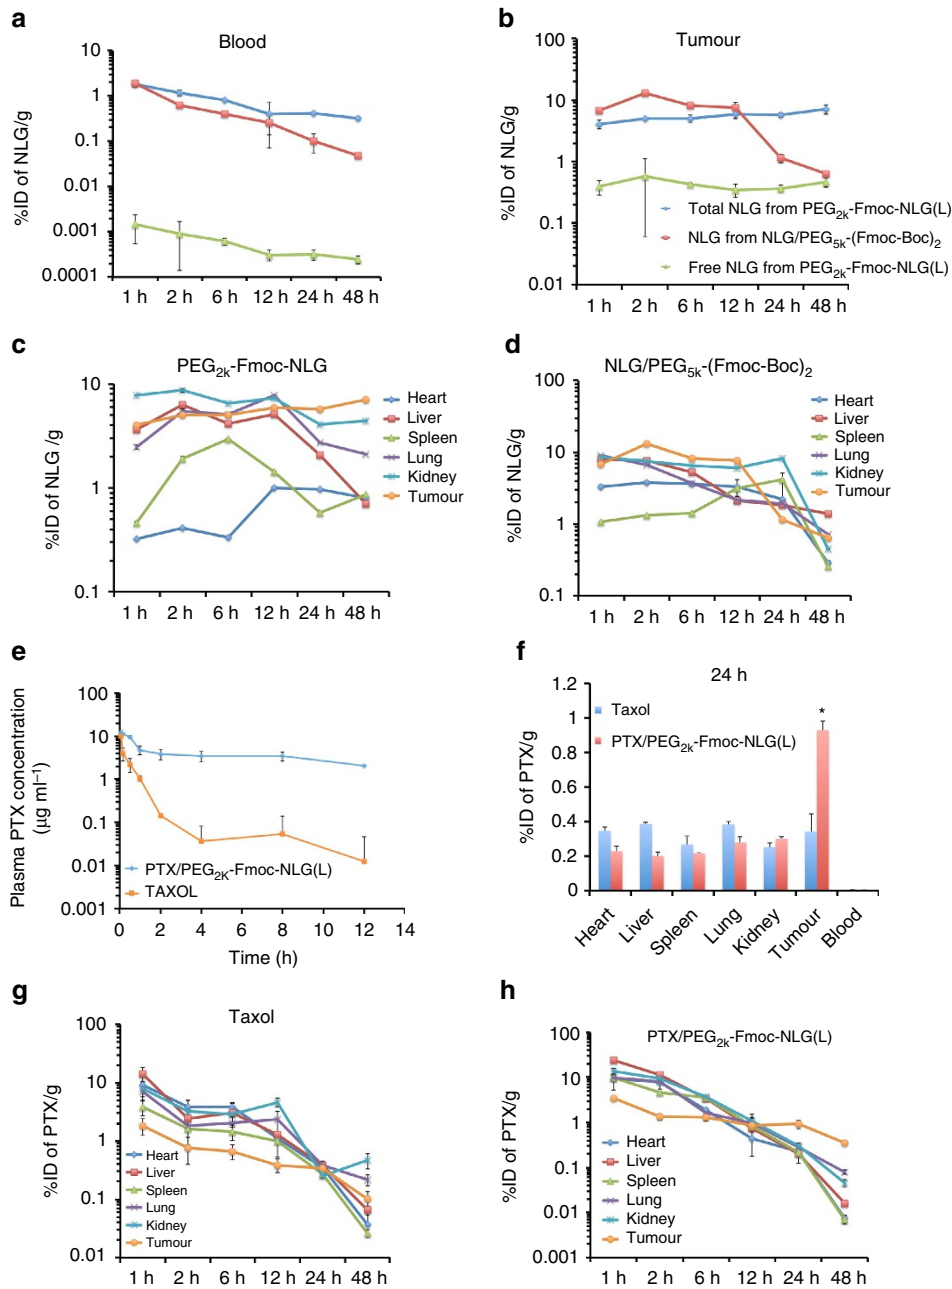 a
Blood
%ID of NLG/g
10
1
0.1
0.01
0.001
0.0001
1 h 2 h 6 h 12 h 24 h 48 h
b
Tumour
%ID of NLG/g
100
10
1
0.1
0.01
Total NLG from PEG2k-Fmoc-NLG(L)
NLG from NLG/PEG5k-(Fmoc-Boc)2
Free NLG from PEG2k-Fmoc-NLG(L)
1 h 2 h 6 h 12 h 24 h 48 h
c
PEG2k-Fmoc-NLG
%ID of NLG /g
10
1
0.1
Heart
Liver
Spleen
Lung
Kidney
Tumour
1 h 2 h 6 h 12 h 24 h 48 h
d
NLG/PEG5k-(Fmoc-Boc)2
%ID of NLG/g
100
10
1
0.1
Heart
Liver
Spleen
Lung
Kidney
Tumour
1 h 2 h 6 h 12 h 24 h 48 h
e
Plasma PTX concentration
(μg ml⁻¹)
100
10
1
0.1
0.01
0.001
PTX/PEG2K-Fmoc-NLG(L)
TAXOL
0 2 4 6 8 10 12 14
Time (h)
f
24 h
%ID of PTX/g
1.2
1
0.8
0.6
0.4
0.2
0
Taxol
PTX/PEG2k-Fmoc-NLG(L)
*
Heart Liver Spleen Lung Kidney Tumour Blood
g
Taxol
%ID of PTX/g
100
10
1
0.1
0.01
Heart
Liver
Spleen
Lung
Kidney
Tumour
1 h 2 h 6 h 12 h 24 h 48 h
h
PTX/PEG2k-Fmoc-NLG(L)
%ID of PTX/g
100
10
1
0.1
0.01
0.001
Heart
Liver
Spleen
Lung
Kidney
Tumour
1 h 2 h 6 h 12 h 24 h 48 h